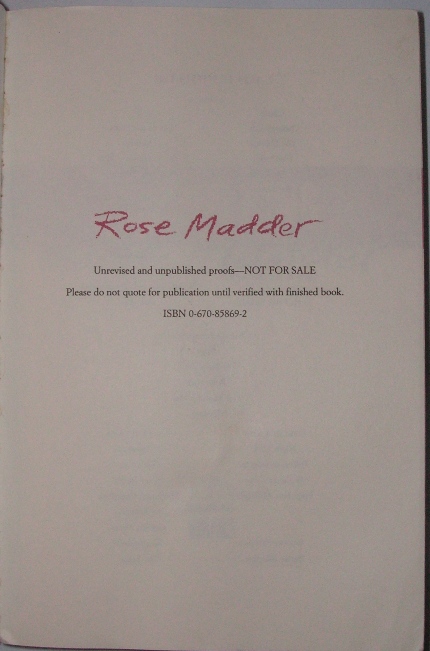 Rose Madder
Unrevised and unpublished proofs—NOT FOR SALE
Please do not quote for publication until verified with finished book.
ISBN 0-670-85869-2